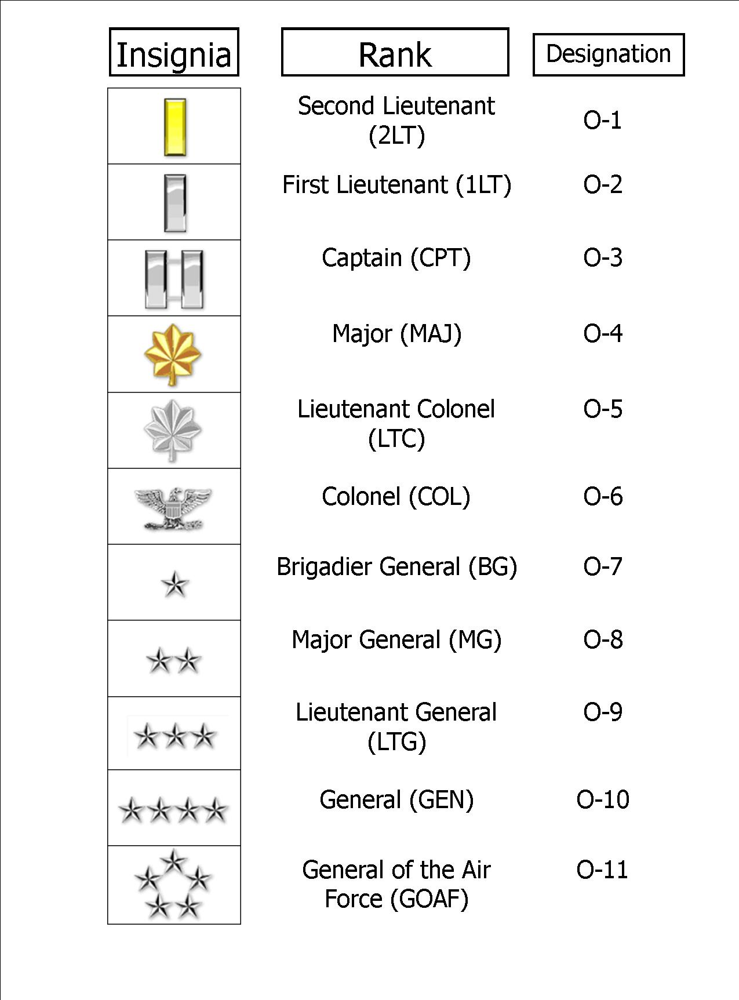 Insignia Rank Designation
Second Lieutenant
(2LT)
O-1
First Lieutenant (1LT) O-2
Captain (CPT) O-3
Major (MAJ) O-4
Lieutenant Colonel O-5
(LTC)
Colonel (COL) O-6
Brigadier General (BG) O-7
Major General (MG) O-8
Lieutenant General O-9
(LTG)
General (GEN) O-10
General of the Air O-11
Force (GOAF)